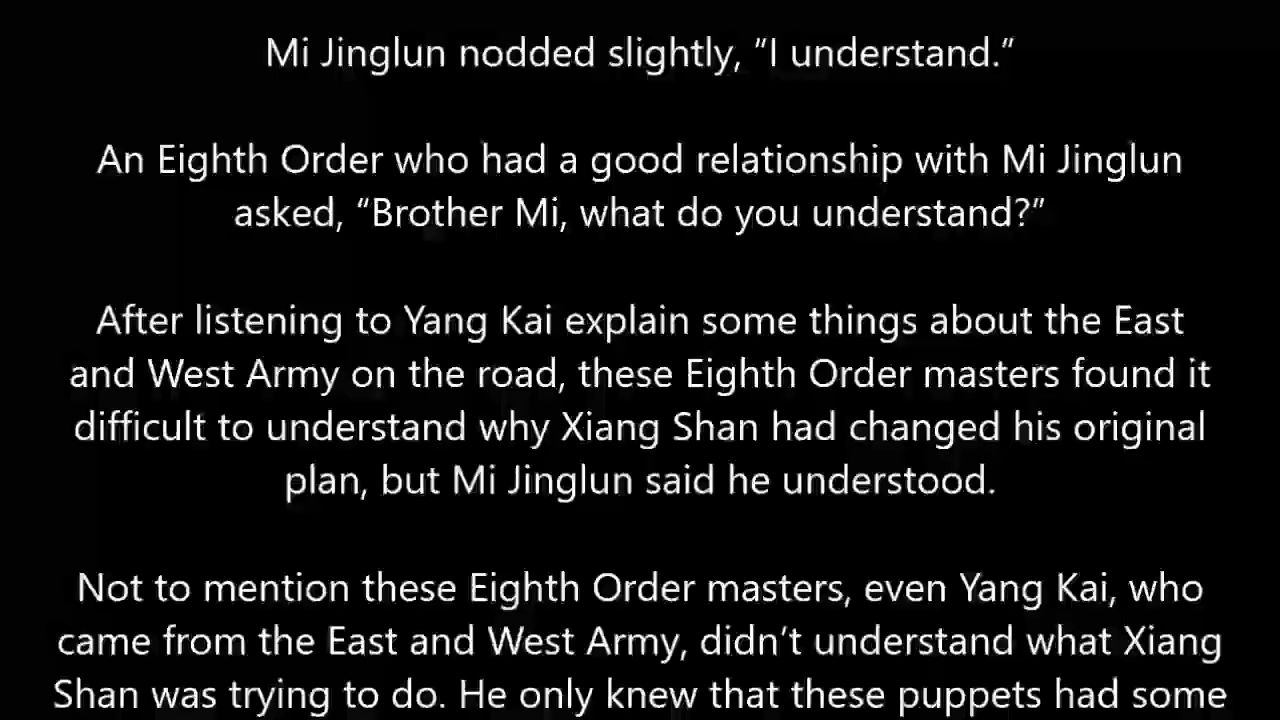 Mi Jinglun nodded slightly, “I understand.”
An Eighth Order who had a good relationship with Mi Jinglun
asked, “Brother Mi, what do you understand?”
After listening to Yang Kai explain some things about the East
and West Army on the road, these Eighth Order masters found it
difficult to understand why Xiang Shan had changed his original
plan, but Mi Jinglun said he understood.
Not to mention these Eighth Order masters, even Yang Kai, who
came from the East and West Army, didn’t understand what Xiang
Shan was trying to do. He only knew that these puppets had some